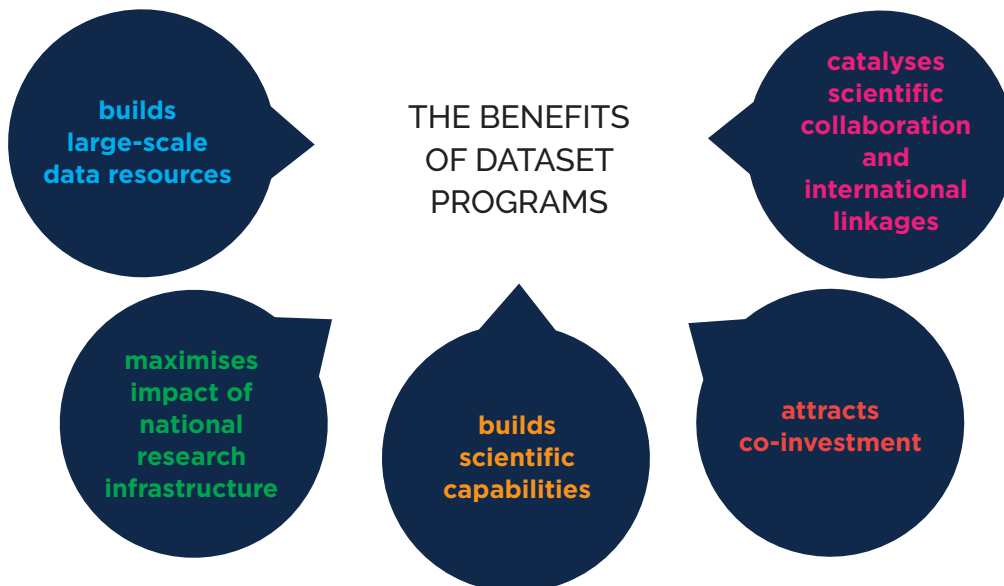 THE BENEFITS
OF DATASET
PROGRAMS
builds
large-scale
data resources
maximises
impact of
national
research
infrastructure
builds
scientific
capabilities
attracts
co-investment
catalyses
scientific
collaboration
and
international
linkages